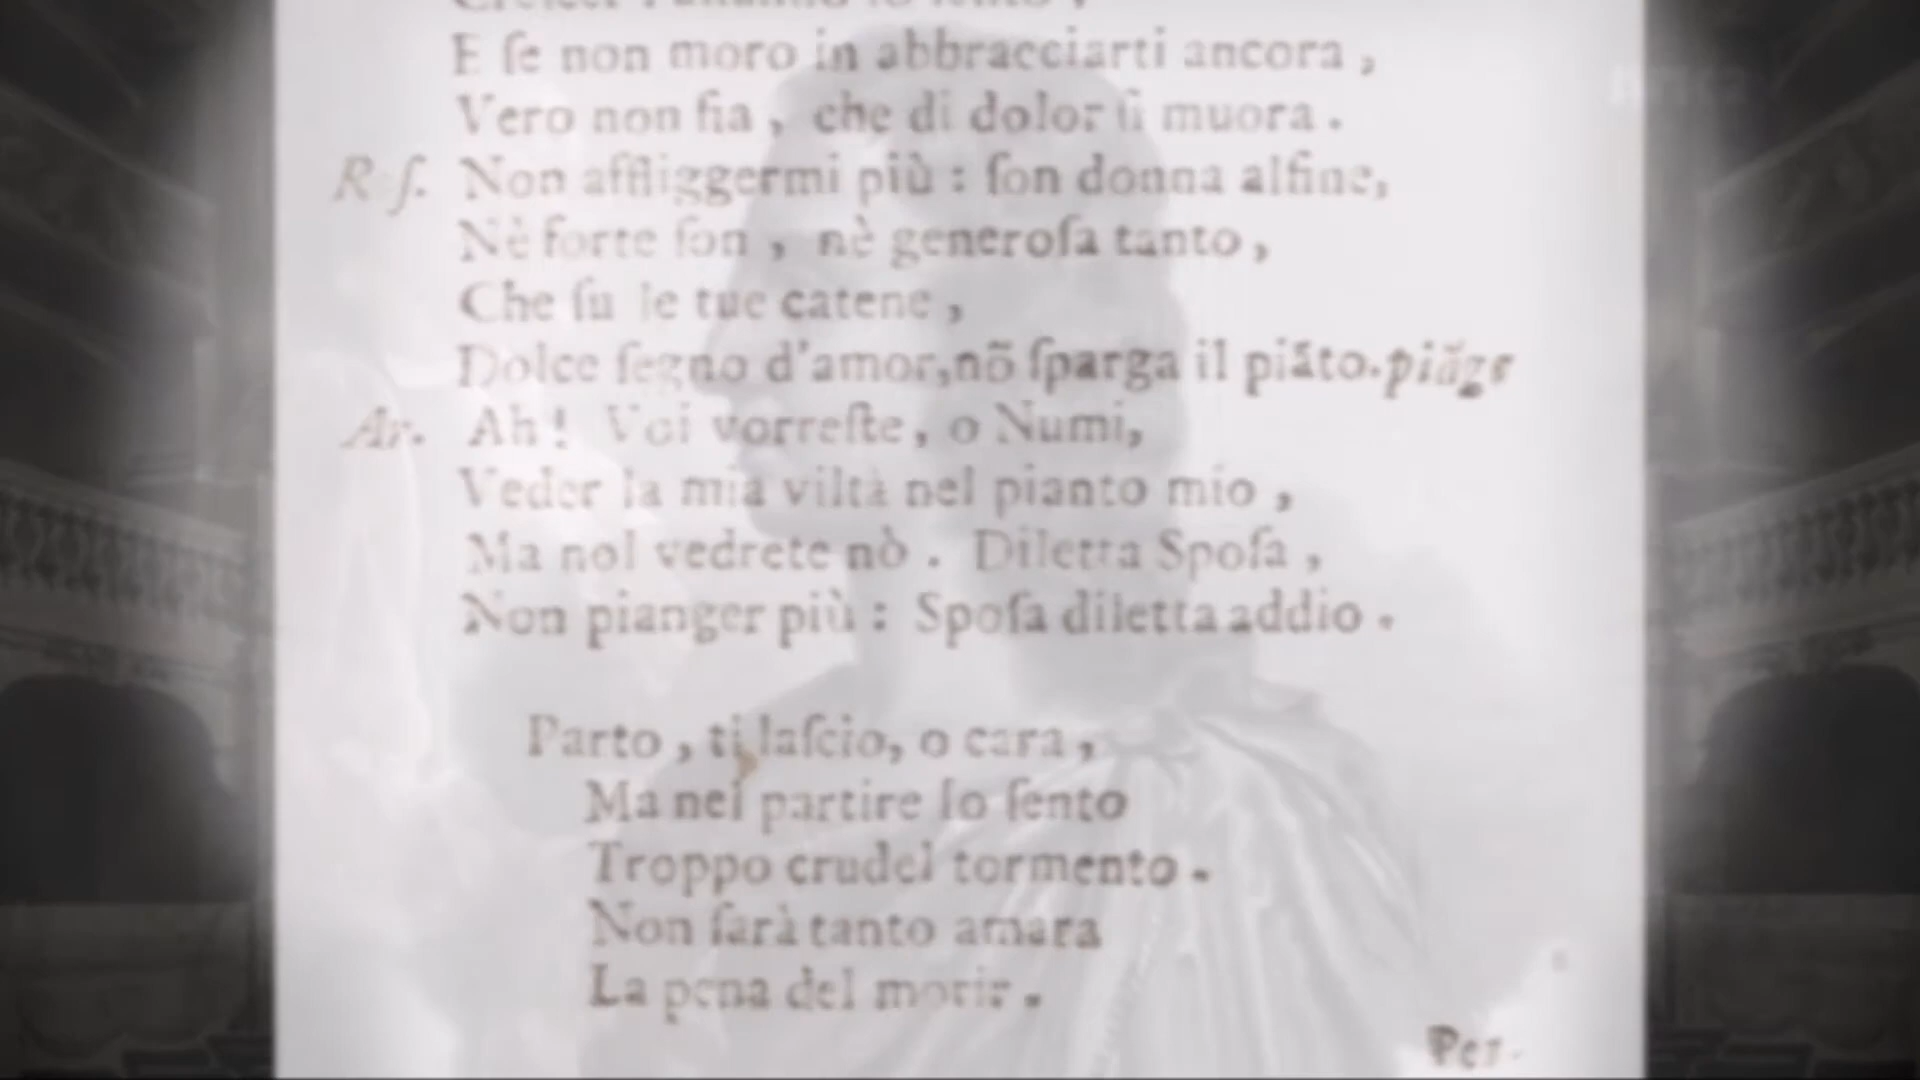 E ſe non moro in abbracciarti ancora,
Vero non fia, che di dolor ſi muora.
Non affliggermi più: ſon donna alfine,
Nè forte ſon, nè generoſa tanto,
Che ſu le tue catene,
Dolce ſegno d'amor,nõ ſparga il piãto.piãge
Ar. Ah! Voi vorreſte, o Numi,
Veder la mia viltà nel pianto mio,
Ma nol vedrete nò. Diletta Spoſa,
Non pianger più: Spoſa diletta addio.
Parto, ti laſcio, o cara,
Ma nel partire Io ſento
Troppo crudel tormento.
Non ſarà tanto amara
La pena del morir.
Per-